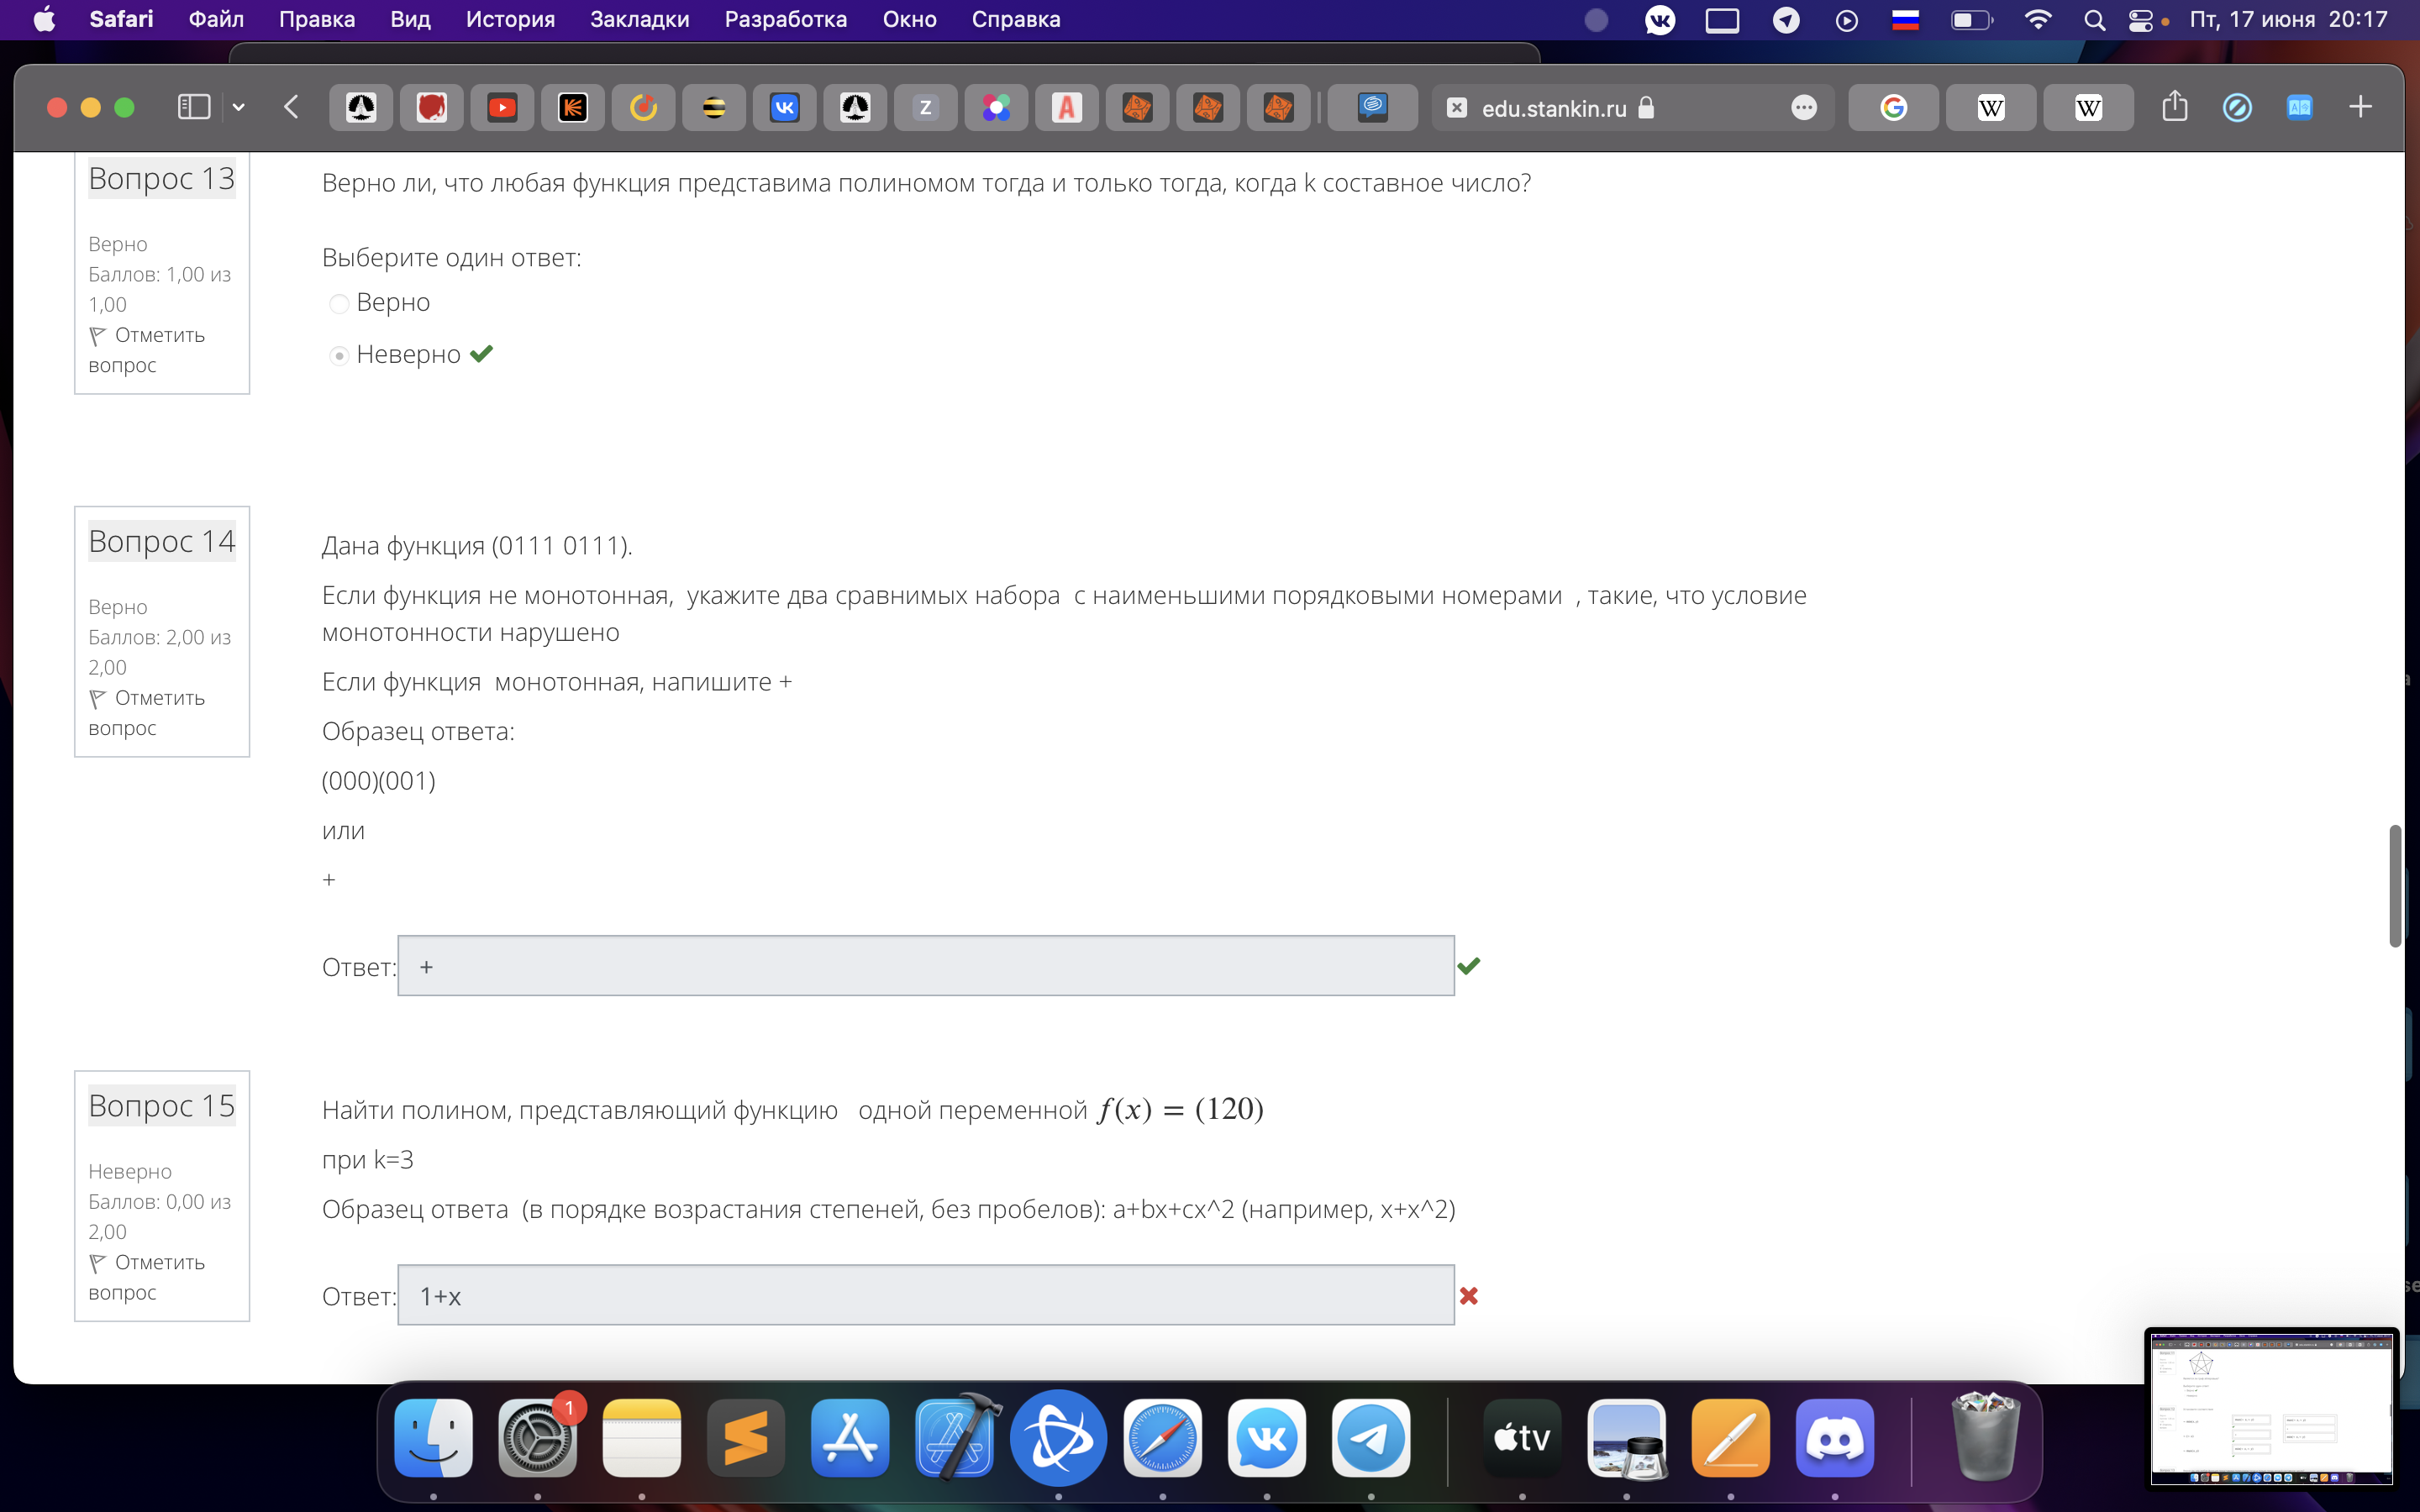 Safari Файл Правка Вид История Закладки Разработка Окно Справка Пт, 17 июня 20:17
edu.stankin.ru
Вопрос 13
Верно
Баллов: 1,00 из
1,00
Отметить
вопрос
Верно ли, что любая функция представима полиномом тогда и только тогда, когда k составное число?
Выберите один ответ:
Верно
Неверно
Вопрос 14
Верно
Баллов: 2,00 из
2,00
Отметить
вопрос
Дана функция (0111 0111).
Если функция не монотонная, укажите два сравнимых набора с наименьшими порядковыми номерами , такие, что условие
монотонности нарушено
Если функция монотонная, напишите +
Образец ответа:
(000)(001)
или
+
Ответ: +
Вопрос 15
Неверно
Баллов: 0,00 из
2,00
Отметить
вопрос
Найти полином, представляющий функцию одной переменной f(x) = (120)
при k=3
Образец ответа (в порядке возрастания степеней, без пробелов): a+bx+cx^2 (например, x+x^2)
Ответ: 1+x
1
tv